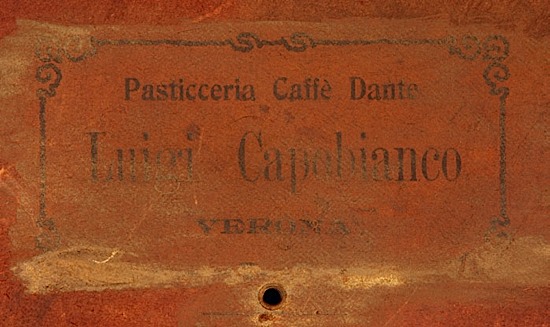 Pasticceria Caffè Dante
Luigi Capobianco
VERONA